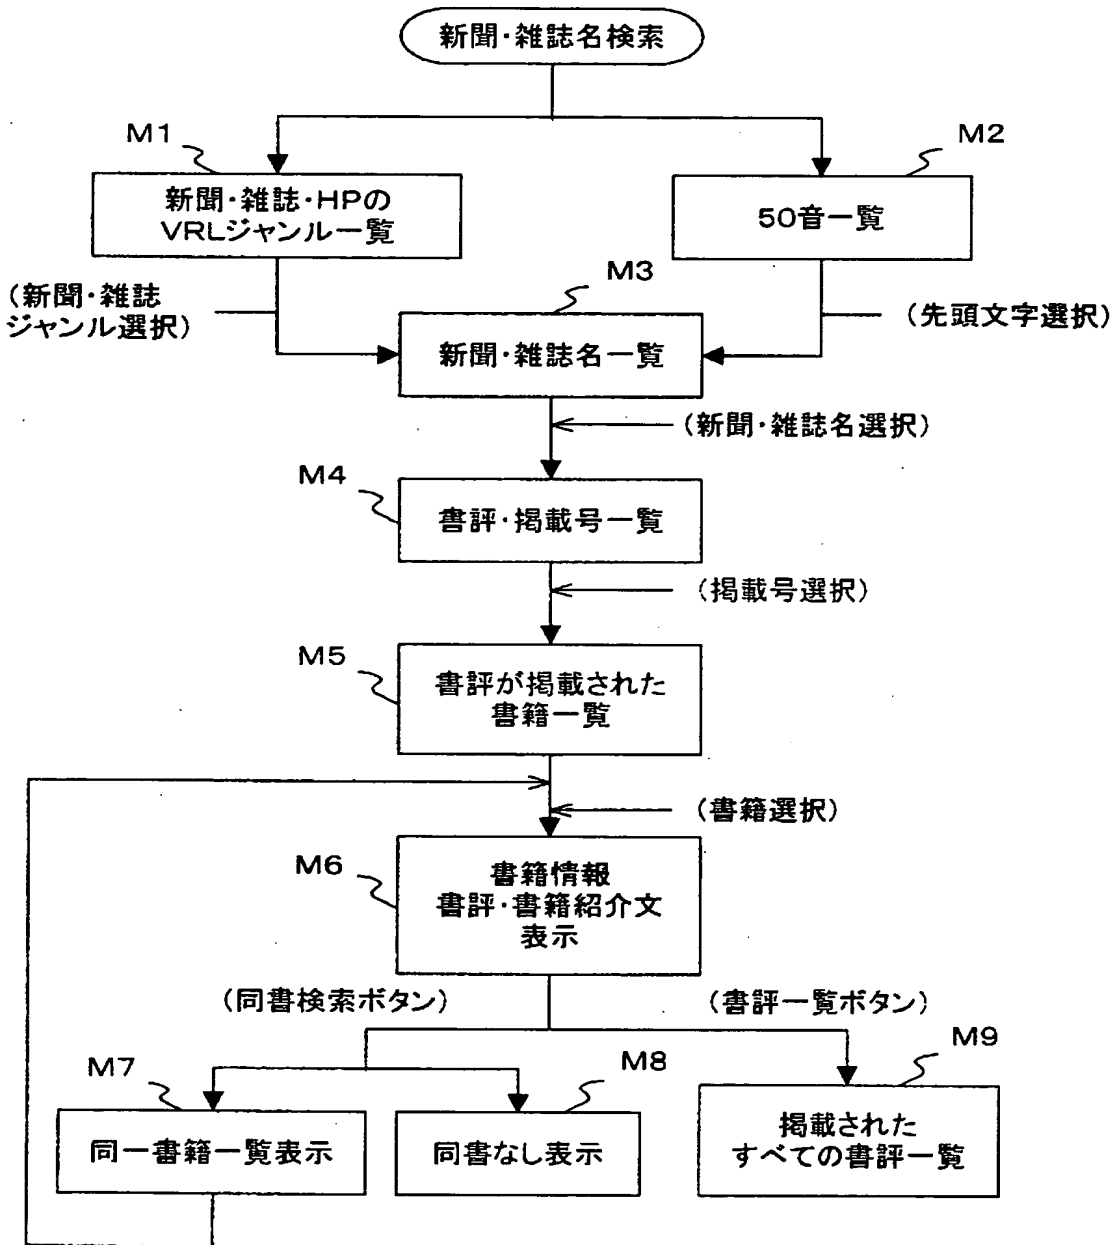 新聞・雑誌名検索
M1
M2
新聞・雑誌・HPの
VRLジャンル一覧
50音一覧
M3
(新聞・雑誌
ジャンル選択)
(先頭文字選択)
新聞・雑誌名一覧
(新聞・雑誌名選択)
M4
書評・掲載号一覧
(掲載号選択)
M5
書評が掲載された
書籍一覧
(書籍選択)
M6
書籍情報
書評・書籍紹介文
表示
(同書検索ボタン)
(書評一覧ボタン)
M7
M8
M9
同一書籍一覧表示
同書なし表示
掲載された
すべての書評一覧